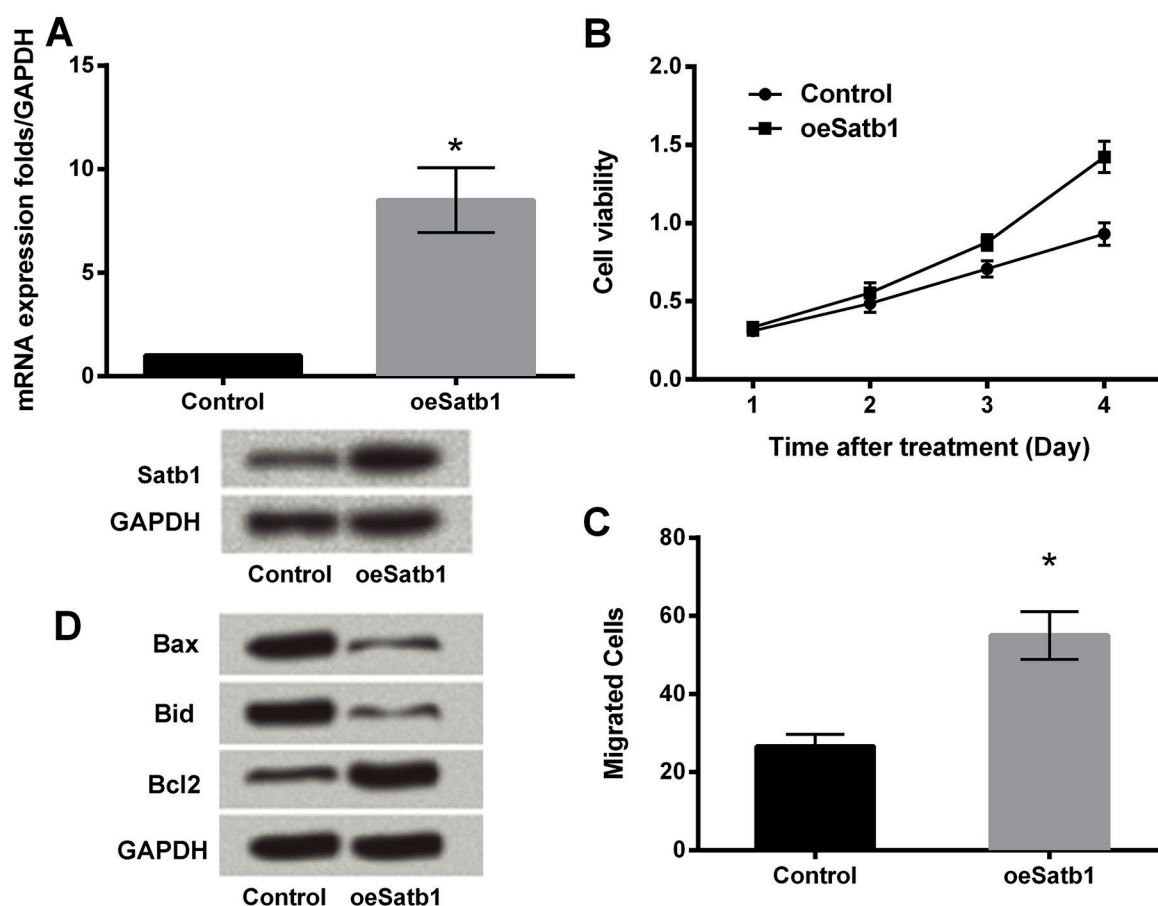 A
mRNA expression folds/GAPDH
15
10
5
0
*
Control oeSatb1
Satb1
GAPDH
Control oeSatb1
B
Cell viability
2.0
1.5
1.0
0.5
0.0
Control
oeSatb1
1 2 3 4
Time after treatment (Day)
C
Migrated Cells
80
60
40
20
0
*
Control oeSatb1
D
Bax
Bid
Bcl2
GAPDH
Control oeSatb1